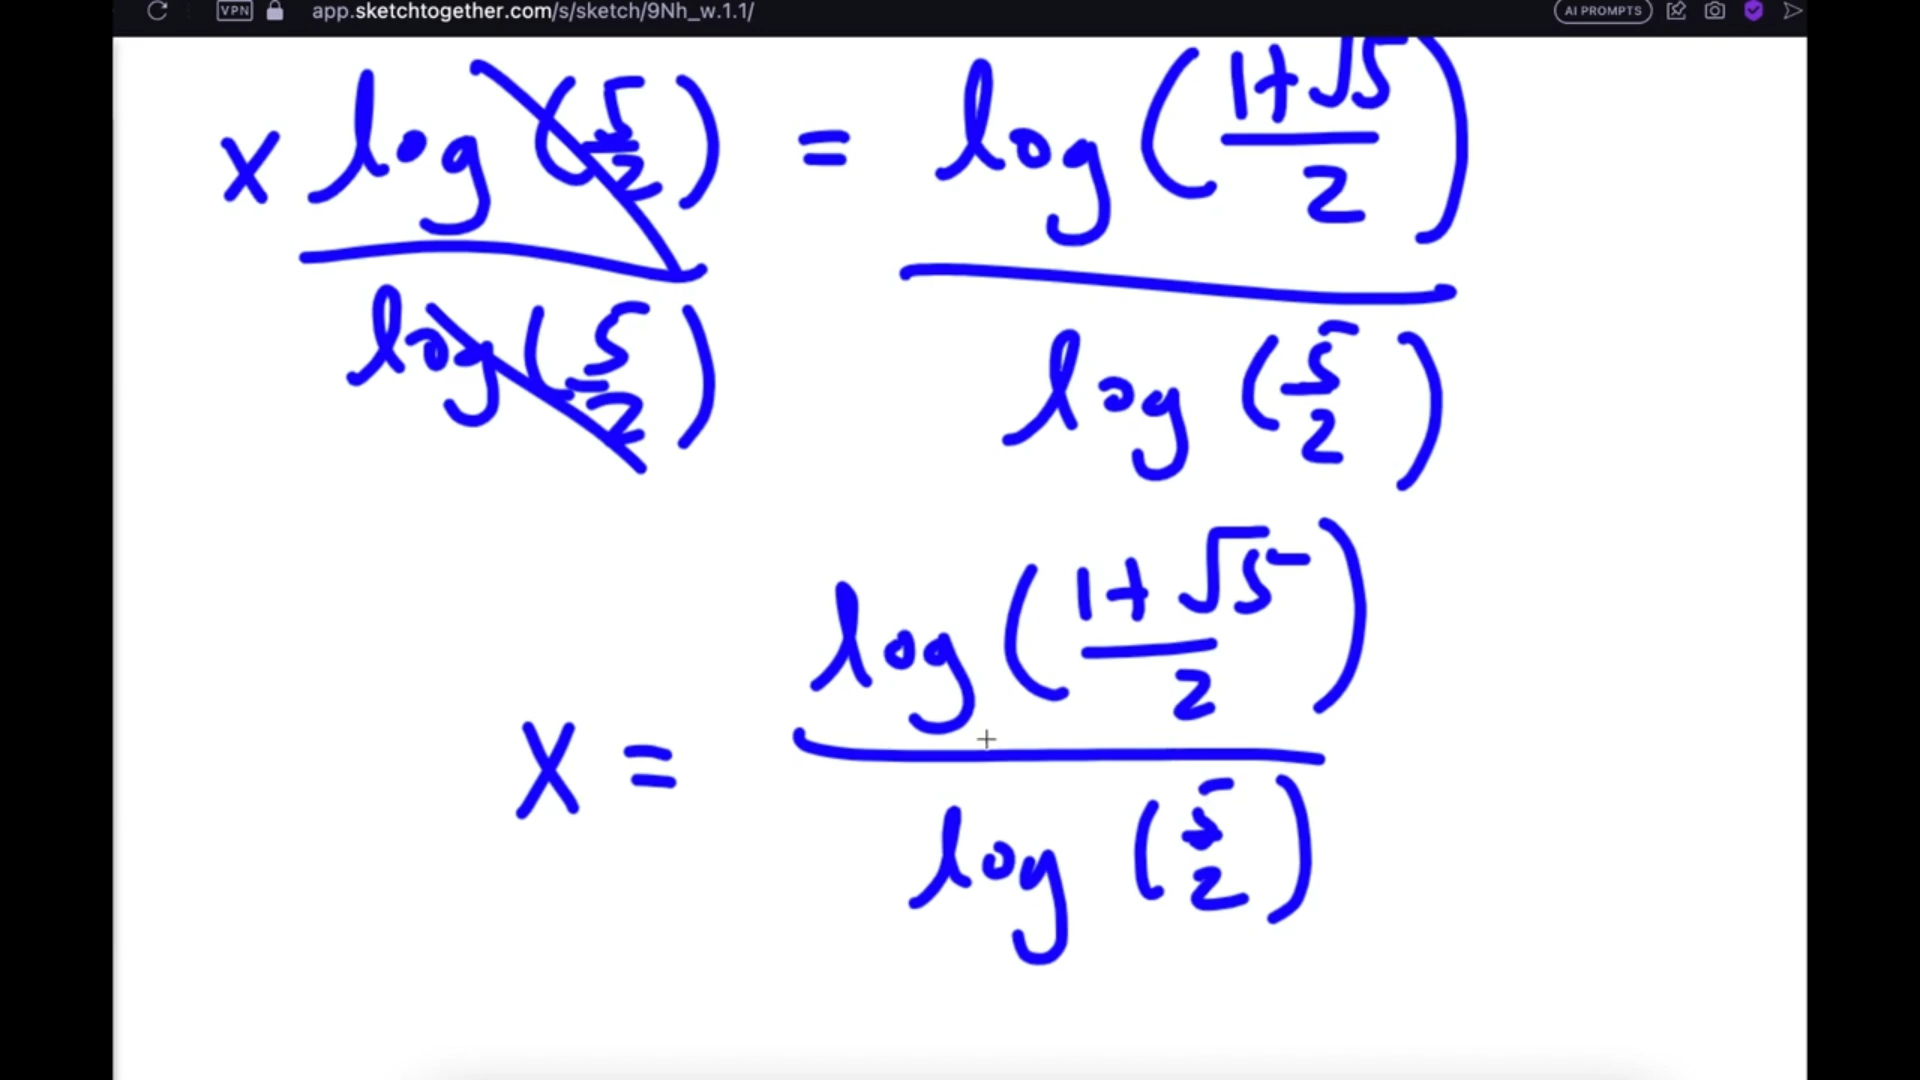 VPN app.sketchtogether.com/s/sketch/9Nh_w.1.1/ AI PROMPTS
x log (5/2) = log (1+√5/2)
log (5/2) log (5/2)
x = log (1+√5/2)
log (5/2)